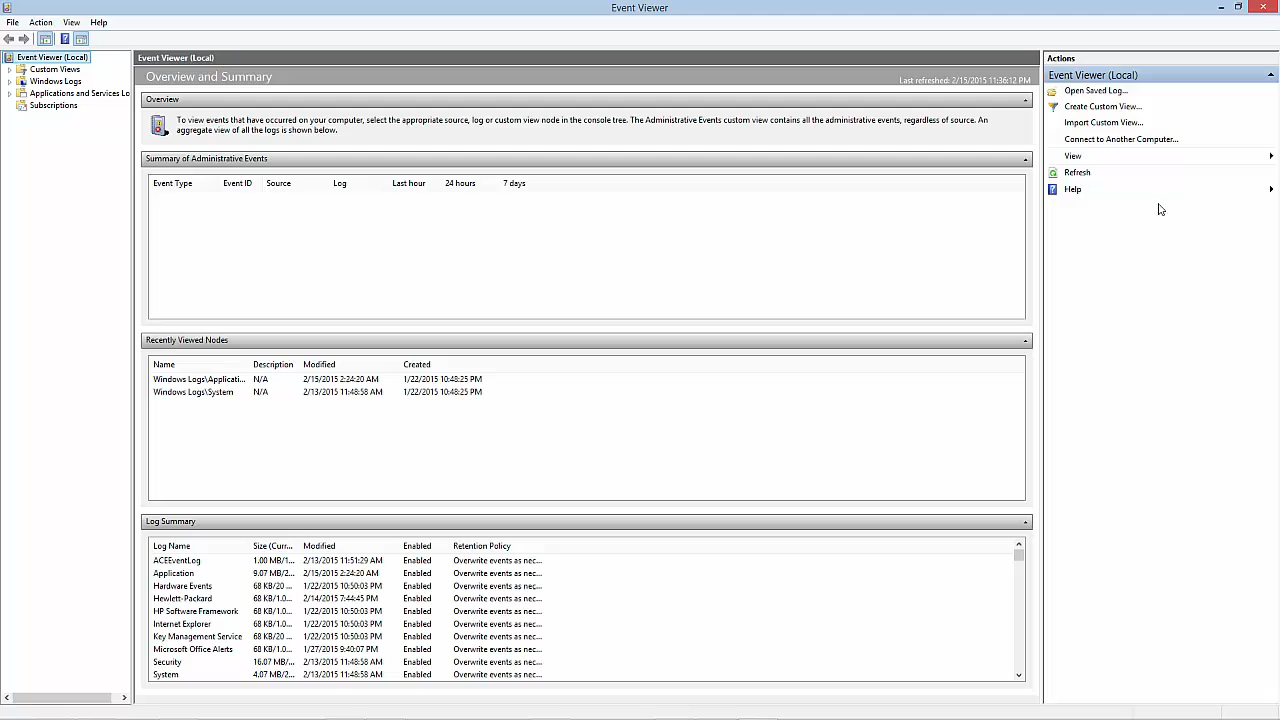 Event Viewer
File Action View Help
Event Viewer (Local)
Custom Views
Windows Logs
Applications and Services Lo
Subscriptions
Event Viewer (Local)
Overview and Summary
Last refreshed: 2/15/2015 11:36:12 PM
Overview
To view events that have occurred on your computer, select the appropriate source, log or custom view node in the console tree. The Administrative Events custom view contains all the administrative events, regardless of source. An
aggregate view of all the logs is shown below.
Summary of Administrative Events
Event Type Event ID Source Log Last hour 24 hours 7 days
Recently Viewed Nodes
Name Description Modified Created
Windows Logs\Applicati... N/A 2/15/2015 2:24:20 AM 1/22/2015 10:48:25 PM
Windows Logs\System N/A 2/13/2015 11:48:58 AM 1/22/2015 10:48:25 PM
Log Summary
Log Name Size (Curr... Modified Enabled Retention Policy
ACEEventLog 1.00 MB/1... 2/13/2015 11:51:29 AM Enabled Overwrite events as nec...
Application 9.07 MB/2... 2/15/2015 2:24:20 AM Enabled Overwrite events as nec...
Hardware Events 68 KB/20 ... 1/22/2015 10:50:03 PM Enabled Overwrite events as nec...
Hewlett-Packard 68 KB/1.0... 2/14/2015 7:44:45 PM Enabled Overwrite events as nec...
HP Software Framework 68 KB/1.0... 1/22/2015 10:50:03 PM Enabled Overwrite events as nec...
Internet Explorer 68 KB/1.0... 1/22/2015 10:50:03 PM Enabled Overwrite events as nec...
Key Management Service 68 KB/20 ... 1/22/2015 10:50:03 PM Enabled Overwrite events as nec...
Microsoft Office Alerts 68 KB/1.0... 1/27/2015 9:40:07 PM Enabled Overwrite events as nec...
Security 16.07 MB/... 2/13/2015 11:48:58 AM Enabled Overwrite events as nec...
System 4.07 MB/2... 2/13/2015 11:48:58 AM Enabled Overwrite events as nec...
Actions
Event Viewer (Local)
Open Saved Log...
Create Custom View...
Import Custom View...
Connect to Another Computer...
View
Refresh
Help